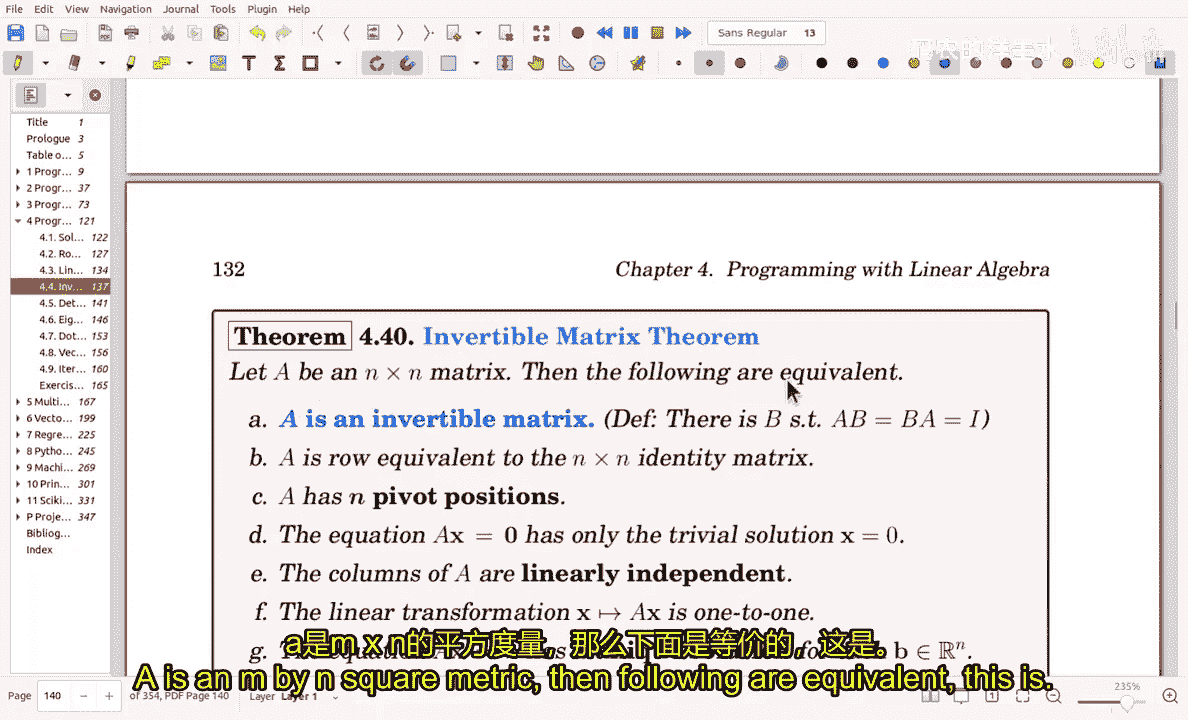 File Edit View Navigation Journal Tools Plugin Help
Sans Regular 13
Title 1
Prologue 3
Table o... 5
1 Progr... 9
2 Progr... 37
3 Progr... 73
4 Progr... 121
4.1. Sol... 122
4.2. Ro... 127
4.3. Lin... 134
4.4. Inv... 137
4.5. Det... 141
4.6. Eig... 146
4.7. Dot... 153
4.8. Vec... 156
4.9. Iter... 160
Exercis... 165
5 Multi... 167
6 Vecto... 199
7 Regre... 225
8 Pytho... 245
9 Machi... 269
10 Prin... 301
11 Sciki... 331
P Proje... 347
Bibliog...
Index
132 Chapter 4. Programming with Linear Algebra
Theorem 4.40. Invertible Matrix Theorem
Let A be an n × n matrix. Then the following are equivalent.
a. A is an invertible matrix. (Def: There is B s.t. AB = BA = I)
b. A is row equivalent to the n × n identity matrix.
c. A has n pivot positions.
d. The equation Ax = 0 has only the trivial solution x = 0.
e. The columns of A are linearly independent.
f. The linear transformation x ↦ Ax is one-to-one.
g. b ∈ ℝⁿ.
a是m x n的平方度量，那么下面是等价的，这是。
A is an m by n square metric, then following are equivalent, this is.
Page 140 of 354, PDF Page 140 Layer Layer 1 235%